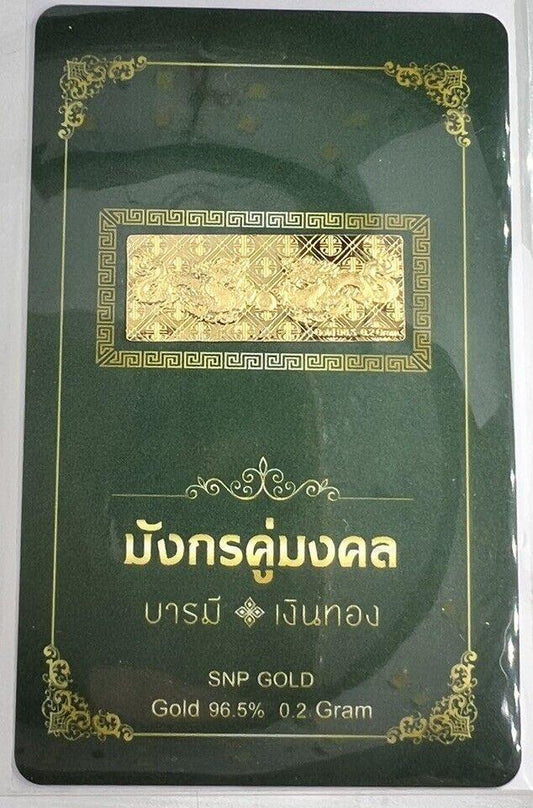 มังกรคู่มงคล
บารมี เงินทอง
SNP GOLD
Gold 96.5% 0.2 Gram